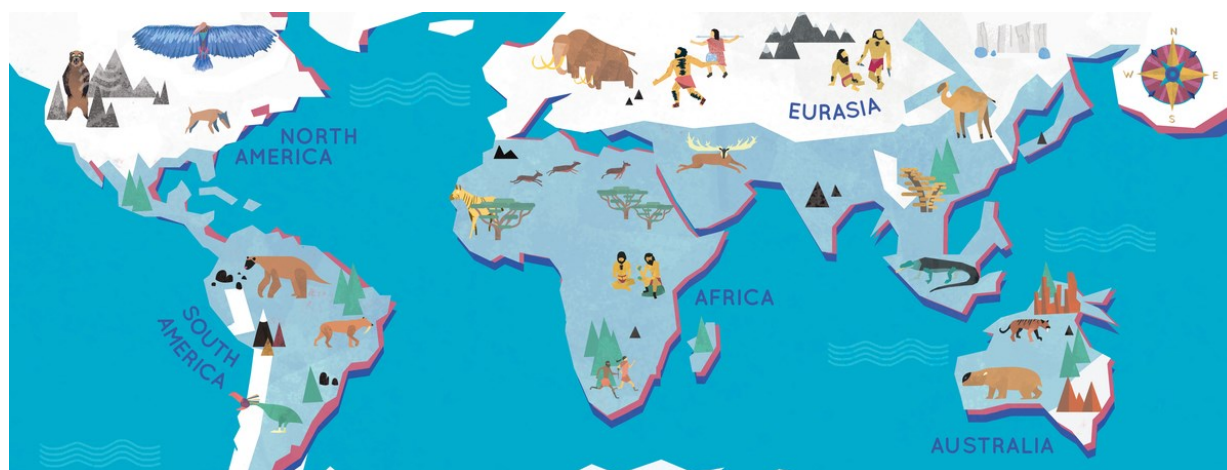 N
W E
S
NORTH
AMERICA
EURASIA
SOUTH
AMERICA
AFRICA
AUSTRALIA